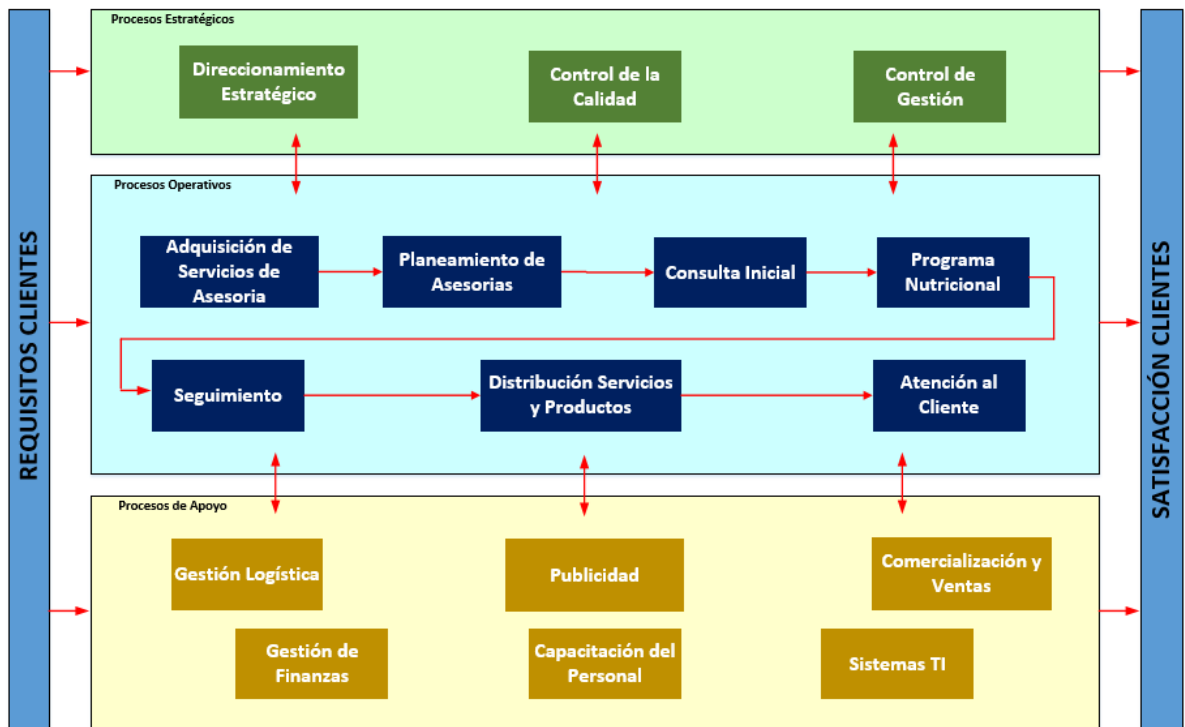 Procesos Estratégicos
Direccionamiento
Estratégico
Control de la
Calidad
Control de
Gestión
REQUISITOS CLIENTES
Procesos Operativos
Adquisición de
Servicios de
Asesoria
Planeamiento de
Asesorias
Consulta Inicial
Programa
Nutricional
Seguimiento
Distribución Servicios
y Productos
Atención al
Cliente
SATISFACCIÓN CLIENTES
Procesos de Apoyo
Gestión Logística
Publicidad
Comercialización y
Ventas
Gestión de
Finanzas
Capacitación del
Personal
Sistemas TI